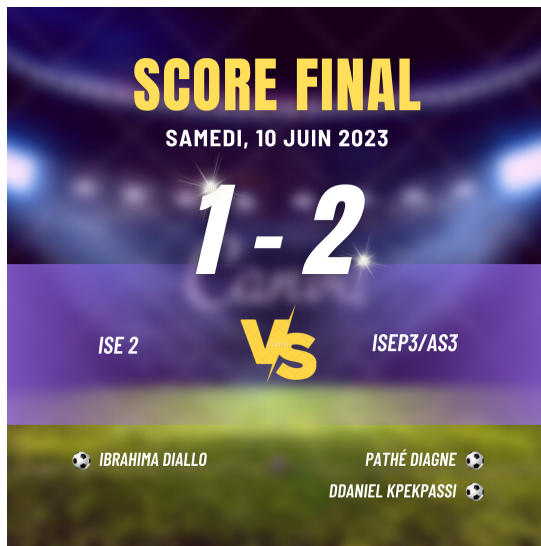 SCORE FINAL
SAMEDI, 10 JUIN 2023
1 - 2
Canva
VS
ISE 2
ISEP3/AS3
IBRAHIMA DIALLO
PATHÉ DIAGNE
DDANIEL KPEKPASSI